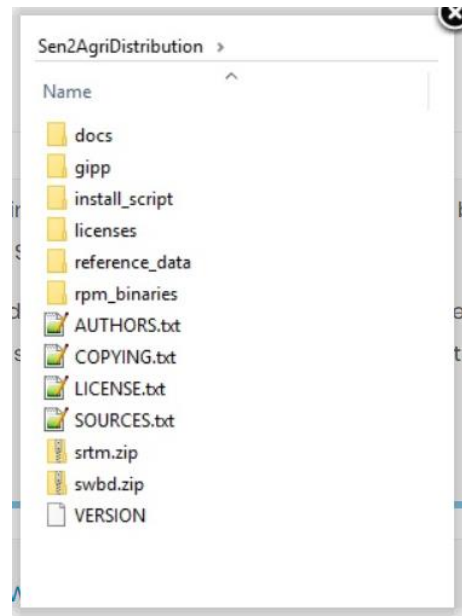 Sen2AgriDistribution >
Name
docs
gipp
install_script
licenses
reference_data
rpm_binaries
AUTHORS.txt
COPYING.txt
LICENSE.txt
SOURCES.txt
srtm.zip
swbd.zip
VERSION